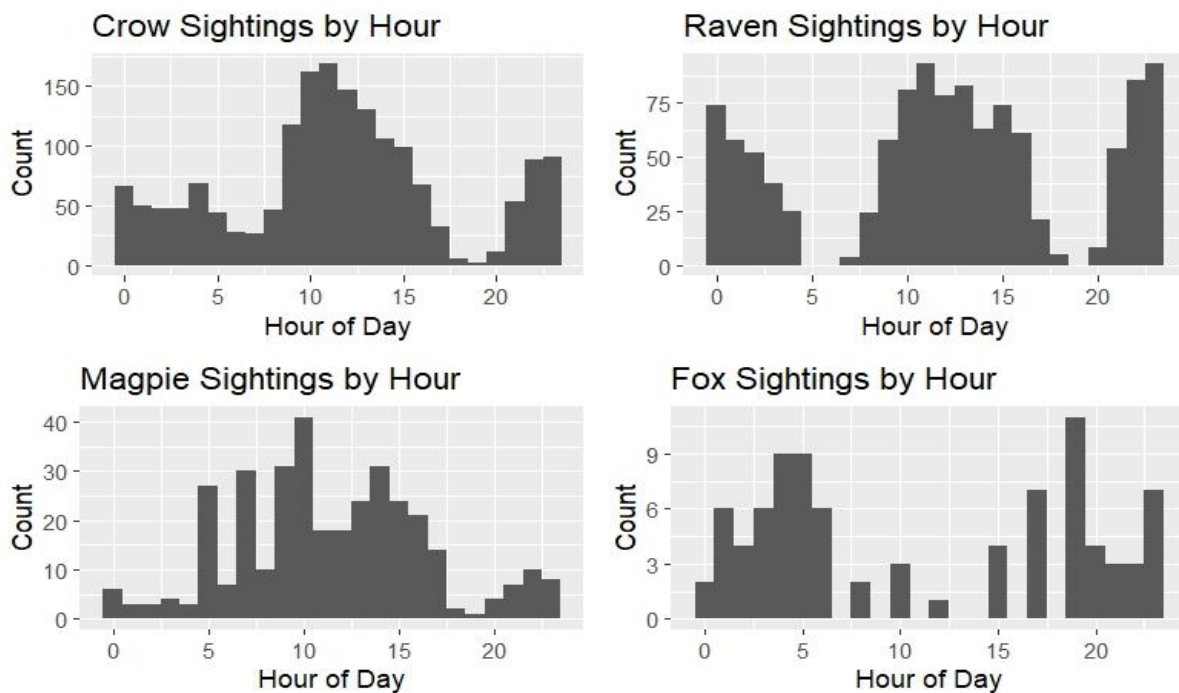 Crow Sightings by Hour
150
100
50
0
Count
0 5 10 15 20
Hour of Day
Raven Sightings by Hour
75
50
25
0
Count
0 5 10 15 20
Hour of Day
Magpie Sightings by Hour
40
30
20
10
0
Count
0 5 10 15 20
Hour of Day
Fox Sightings by Hour
9
6
3
0
Count
0 5 10 15 20
Hour of Day